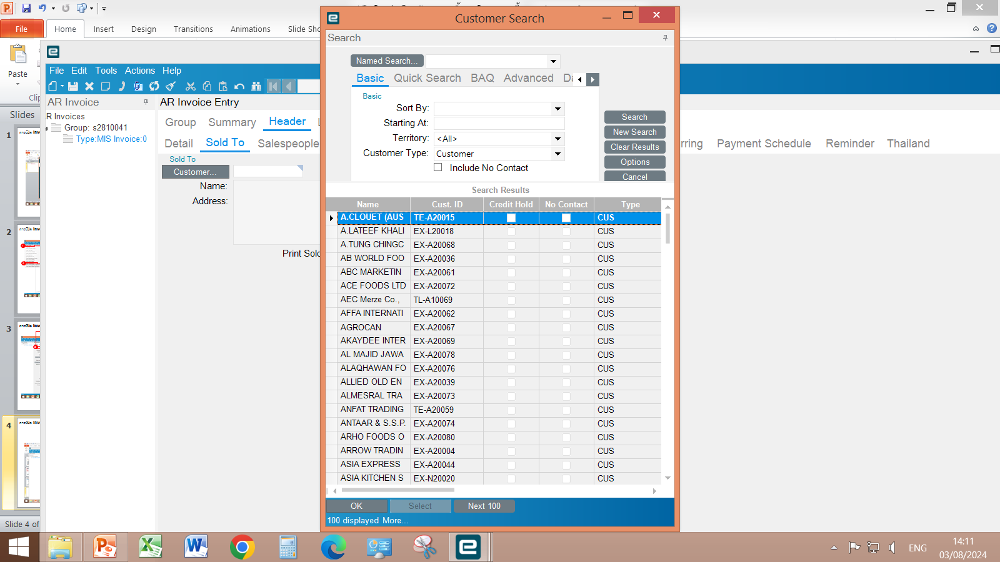 Customer Search
File
Home
Insert
Design
Transitions
Animations
Slide Sho
Search
Paste
Clip
Named Search...
File Edit Tools Actions Help
Basic Quick Search BAQ Advanced Da
AR Invoice
AR Invoice Entry
Basic
Sort By:
Starting At:
Territory: <All>
Customer Type: Customer
Include No Contact
Search
New Search
Clear Results
Options
Cancel
Slides
AR Invoices
Group: s2810041
Type:MIS Invoice:0
Group Summary Header
Detail Sold To Salespeople
rring Payment Schedule Reminder Thailand
Sold To
Customer...
Name:
Address:
Print Solo
1
2
3
4
Search Results
Name Cust. ID Credit Hold No Contact Type
A.CLOUET (AUS TE-A20015 CUS
A.LATEEF KHALI EX-L20018 CUS
A.TUNG CHINGC EX-A20068 CUS
AB WORLD FOO EX-A20036 CUS
ABC MARKETIN EX-A20061 CUS
ACE FOODS LTD EX-A20072 CUS
AEC Merze Co., TL-A10069 CUS
AFFA INTERNATI EX-A20062 CUS
AGROCAN EX-A20067 CUS
AKAYDEE INTER EX-A20069 CUS
AL MAJID JAWA EX-A20078 CUS
ALAQHAWAN FO EX-A20076 CUS
ALLIED OLD EN EX-A20039 CUS
ALMESRAL TRA EX-A20073 CUS
ANFAT TRADING TE-A20059 CUS
ANTAAR & S.S.P. EX-A20074 CUS
ARHO FOODS O EX-A20080 CUS
ARROW TRADIN EX-A20004 CUS
ASIA EXPRESS EX-A20044 CUS
ASIA KITCHEN S EX-N20020 CUS
OK Select Next 100
100 displayed More...
Slide 4 of
ENG
14:11
03/08/2024